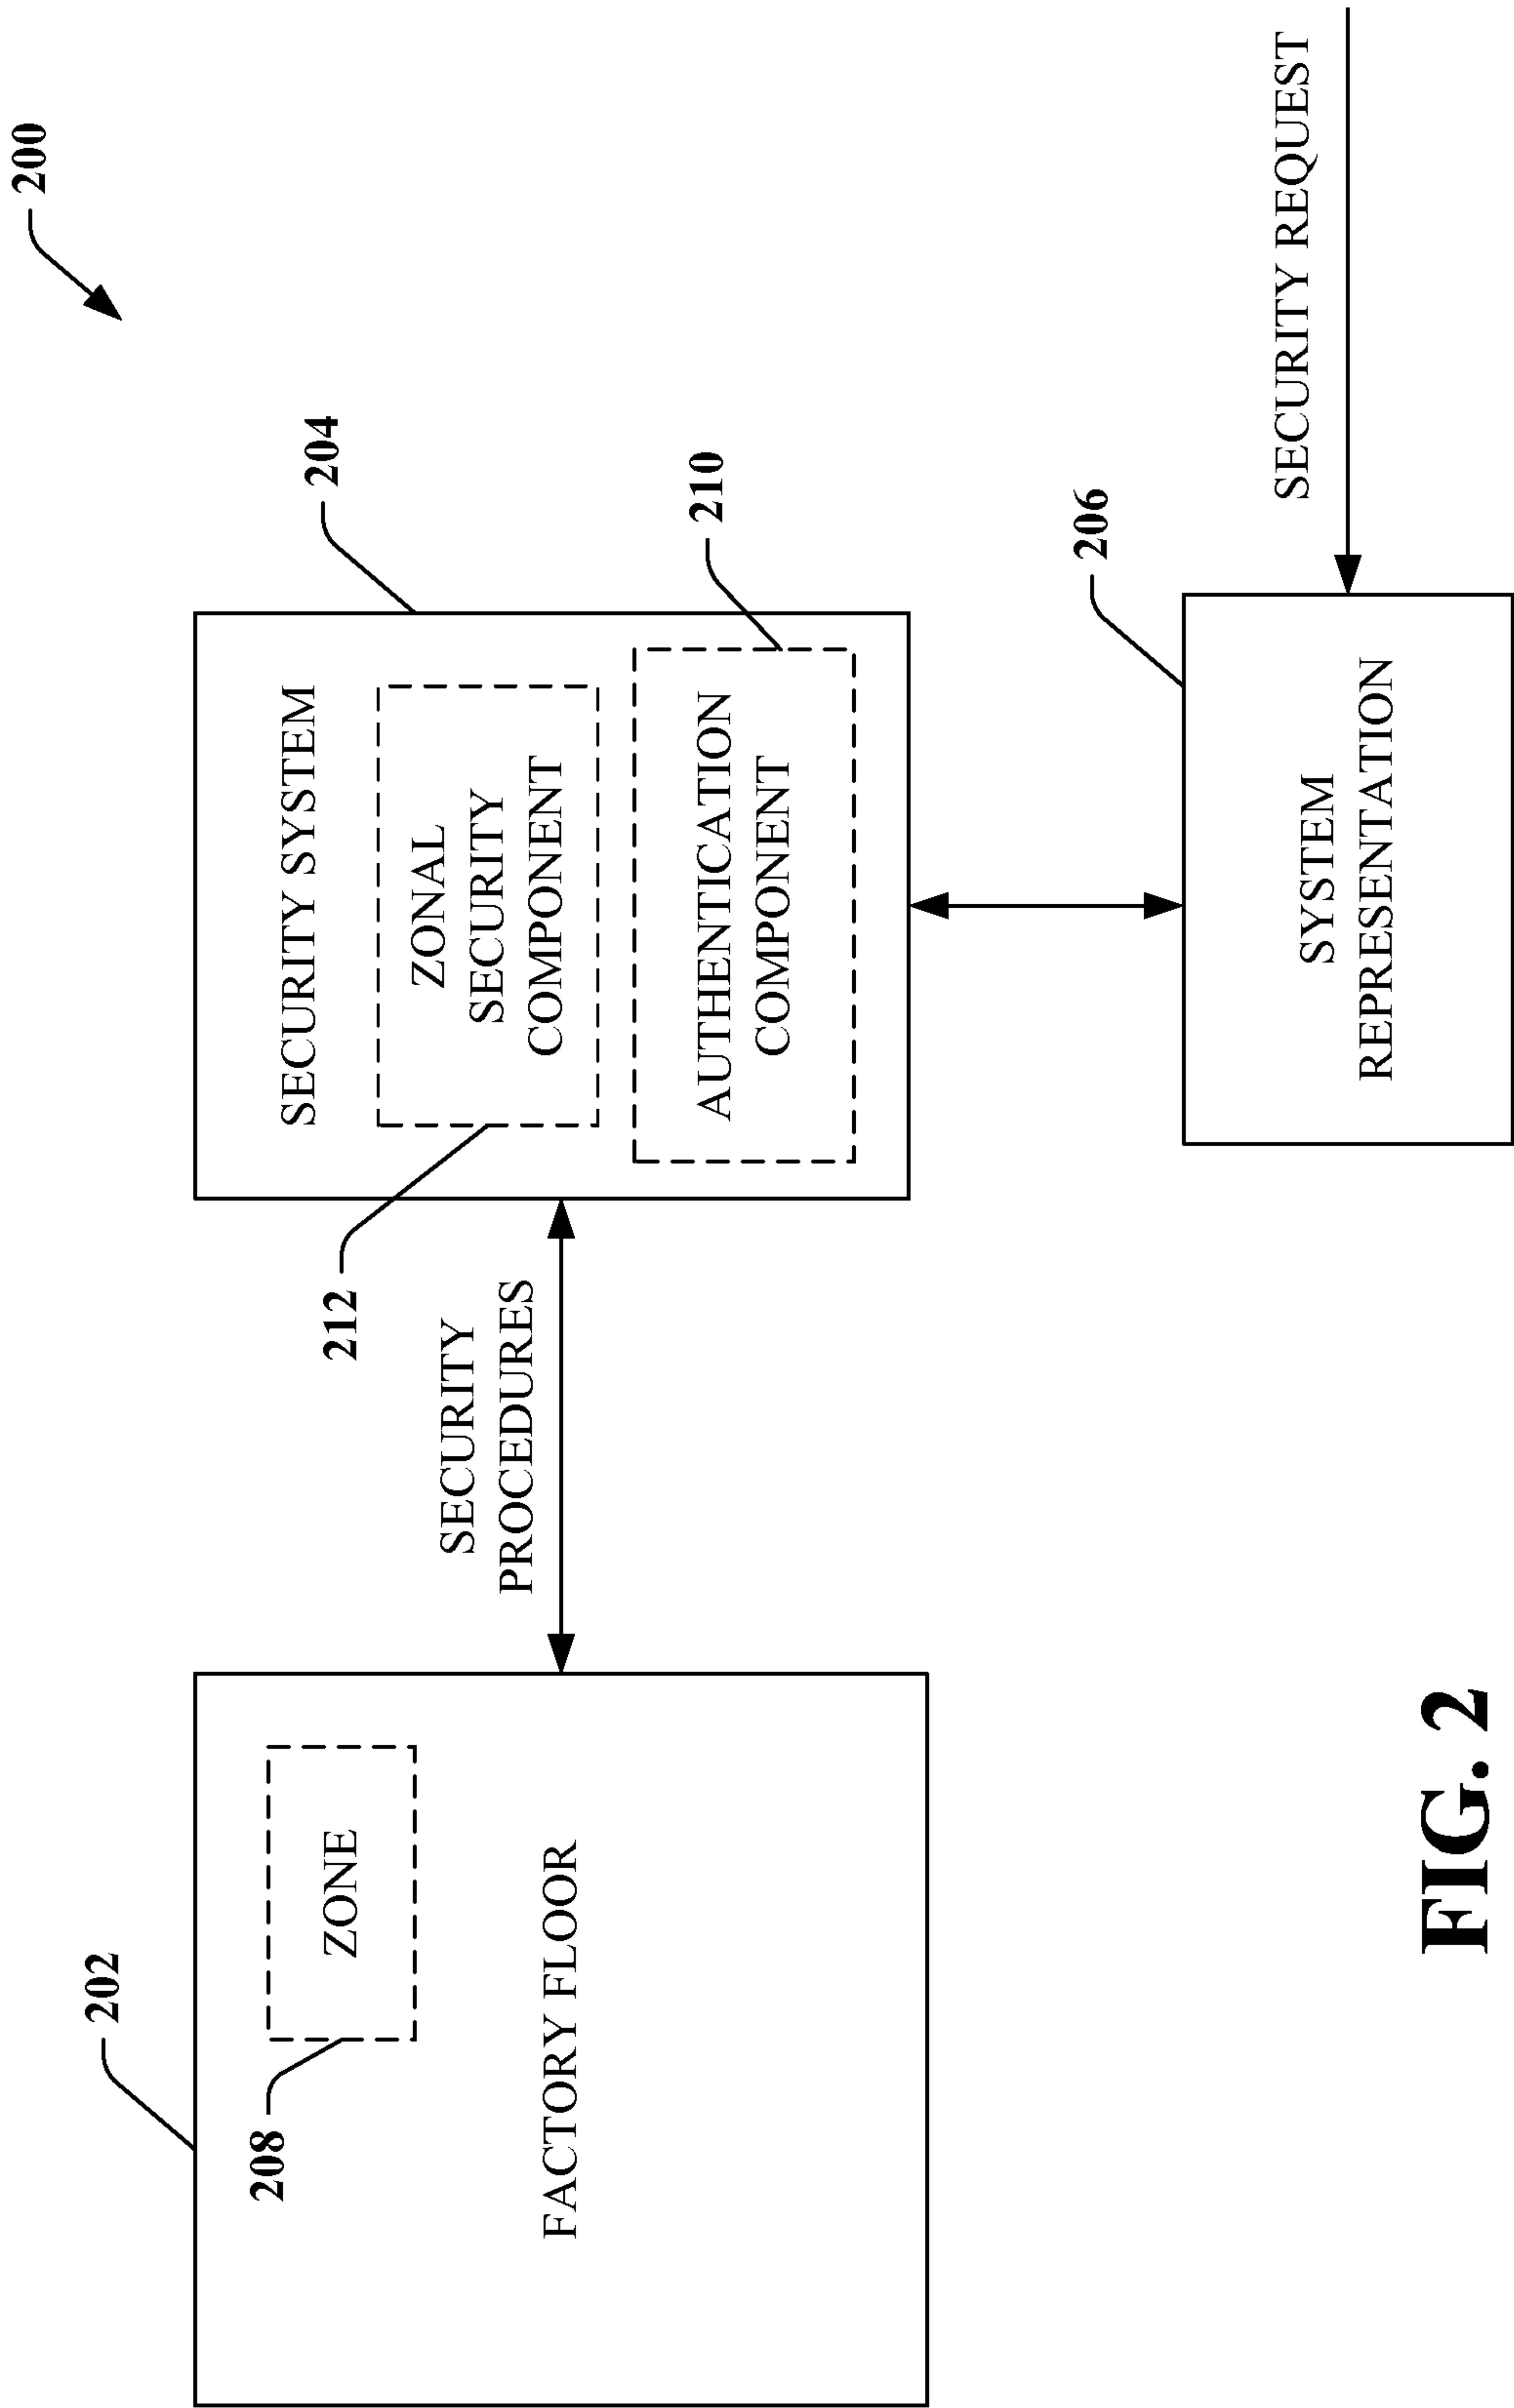 200
202
208
ZONE
FACTORY FLOOR
SECURITY
PROCEDURES
212
204
SECURITY SYSTEM
ZONAL
SECURITY
COMPONENT
210
AUTHENTICATION
COMPONENT
206
SYSTEM
REPRESENTATION
SECURITY REQUEST
FIG. 2